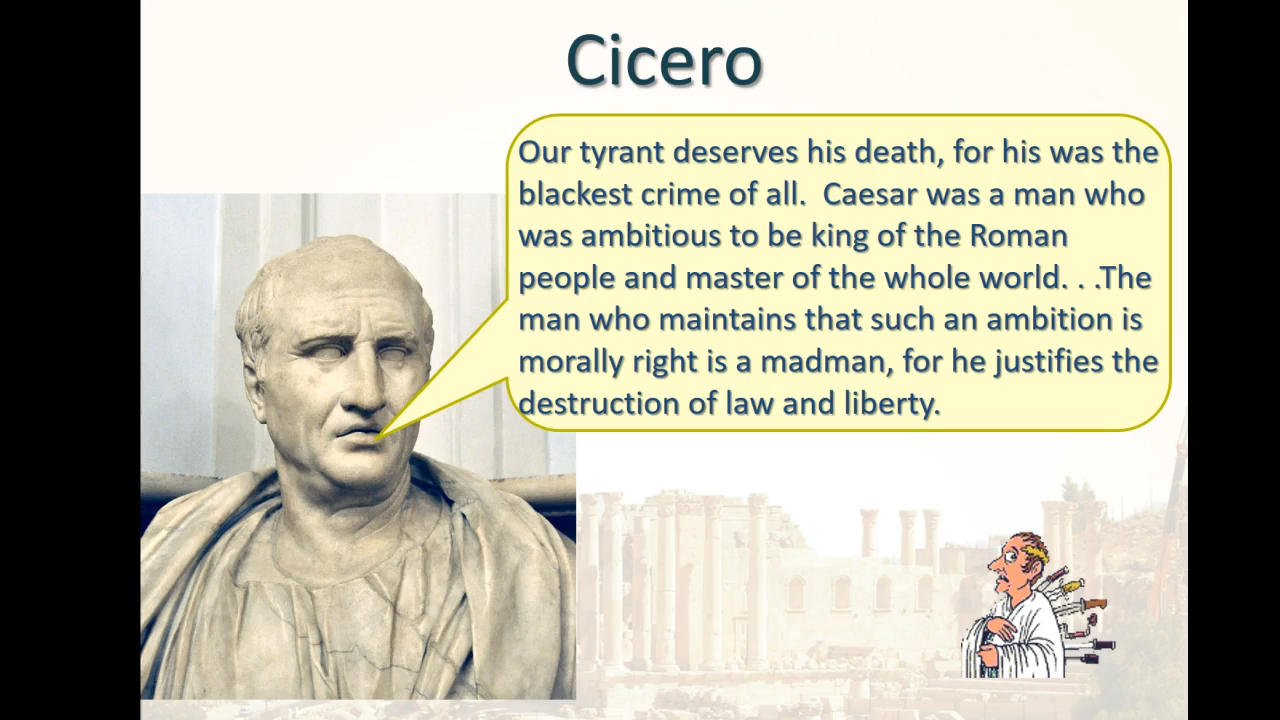 Cicero
Our tyrant deserves his death, for his was the
blackest crime of all.  Caesar was a man who
was ambitious to be king of the Roman
people and master of the whole world. . .The
man who maintains that such an ambition is
morally right is a madman, for he justifies the
destruction of law and liberty.